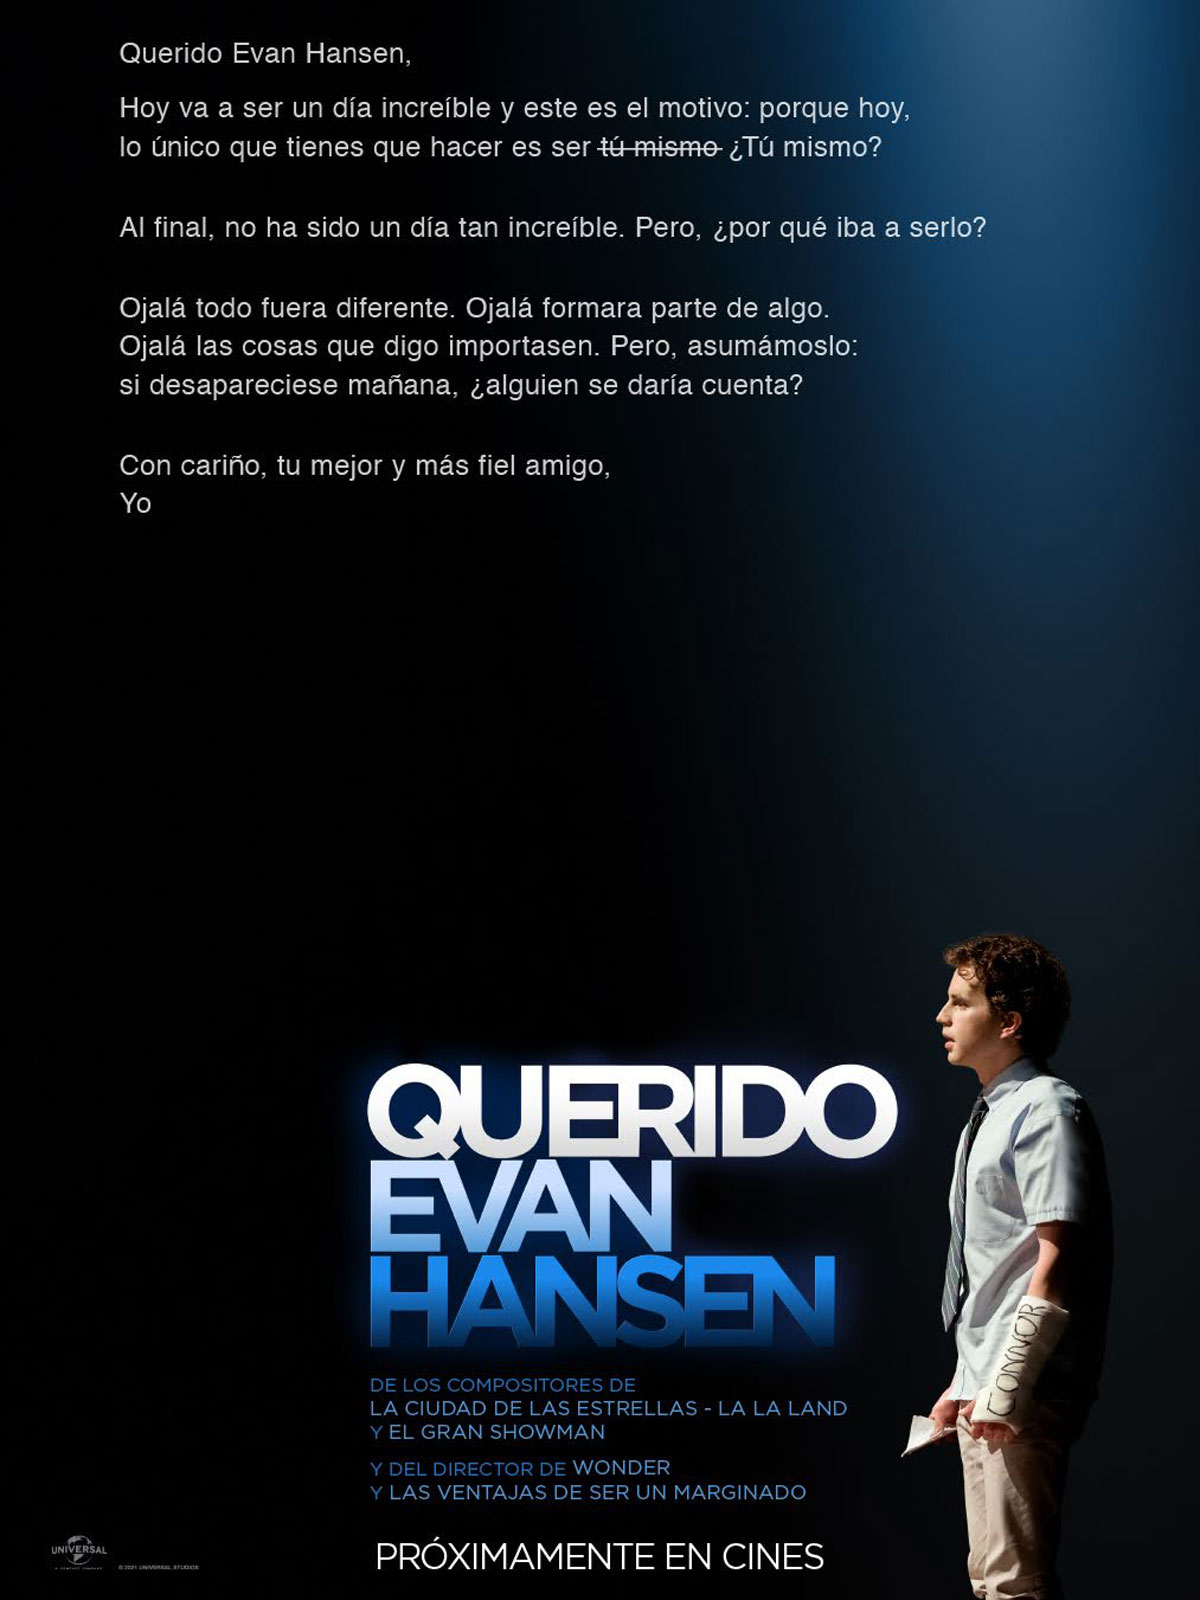 Querido Evan Hansen,
Hoy va a ser un día increíble y este es el motivo: porque hoy,
lo único que tienes que hacer es ser tú mismo ¿Tú mismo?
Al final, no ha sido un día tan increíble. Pero, ¿por qué iba a serlo?
Ojalá todo fuera diferente. Ojalá formara parte de algo.
Ojalá las cosas que digo importasen. Pero, asumámoslo:
si desapareciese mañana, ¿alguien se daría cuenta?
Con cariño, tu mejor y más fiel amigo,
Yo
QUERIDO
EVAN
HANSEN
CONNOR
DE LOS COMPOSITORES DE
LA CIUDAD DE LAS ESTRELLAS - LA LA LAND
Y EL GRAN SHOWMAN
Y DEL DIRECTOR DE WONDER
Y LAS VENTAJAS DE SER UN MARGINADO
PRÓXIMAMENTE EN CINES
UNIVERSAL
A COMCAST COMPANY
© 2021 UNIVERSAL STUDIOS